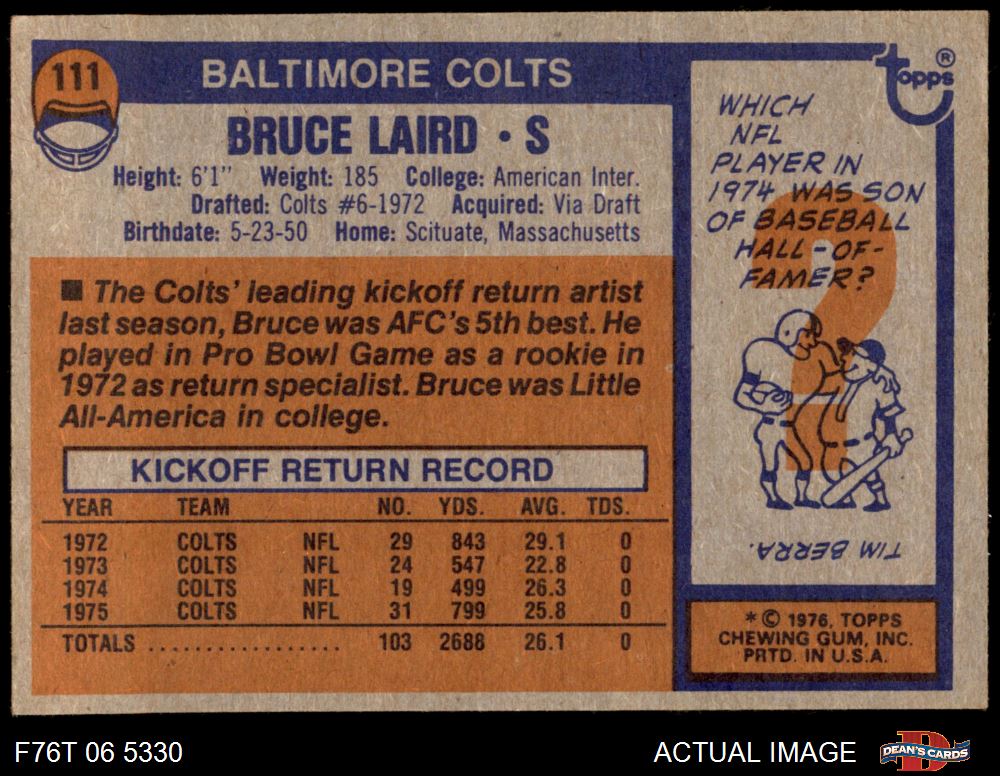 111
BALTIMORE COLTS
BRUCE LAIRD • S
Height: 6'1" Weight: 185 College: American Inter.
Drafted: Colts #6-1972 Acquired: Via Draft
Birthdate: 5-23-50 Home: Scituate, Massachusetts
■ The Colts' leading kickoff return artist
last season, Bruce was AFC's 5th best. He
played in Pro Bowl Game as a rookie in
1972 as return specialist. Bruce was Little
All-America in college.
KICKOFF RETURN RECORD
YEAR TEAM NO. YDS. AVG. TDS.
1972 COLTS NFL 29 843 29.1 0
1973 COLTS NFL 24 547 22.8 0
1974 COLTS NFL 19 499 26.3 0
1975 COLTS NFL 31 799 25.8 0
TOTALS ................. 103 2688 26.1 0
topps®
WHICH
NFL
PLAYER IN
1974 WAS SON
OF BASEBALL
HALL-OF-
FAMER?
?
TIM BERRA.
* © 1976, TOPPS
CHEWING GUM, INC.
PRTD. IN U.S.A.
F76T 06 5330
ACTUAL IMAGE
D
DEAN'S CARDS